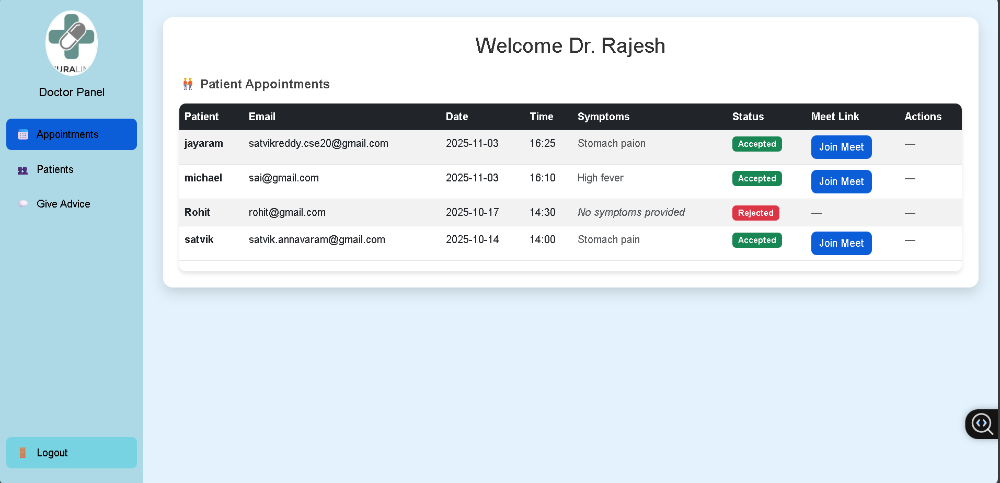 URALIN
Doctor Panel
Appointments
Patients
Give Advice
Logout
Welcome Dr. Rajesh
Patient Appointments
Patient Email Date Time Symptoms Status Meet Link Actions
jayaram satvikreddy.cse20@gmail.com 2025-11-03 16:25 Stomach paion Accepted Join Meet —
michael sai@gmail.com 2025-11-03 16:10 High fever Accepted Join Meet —
Rohit rohit@gmail.com 2025-10-17 14:30 No symptoms provided Rejected — —
satvik satvik.annavaram@gmail.com 2025-10-14 14:00 Stomach pain Accepted Join Meet —